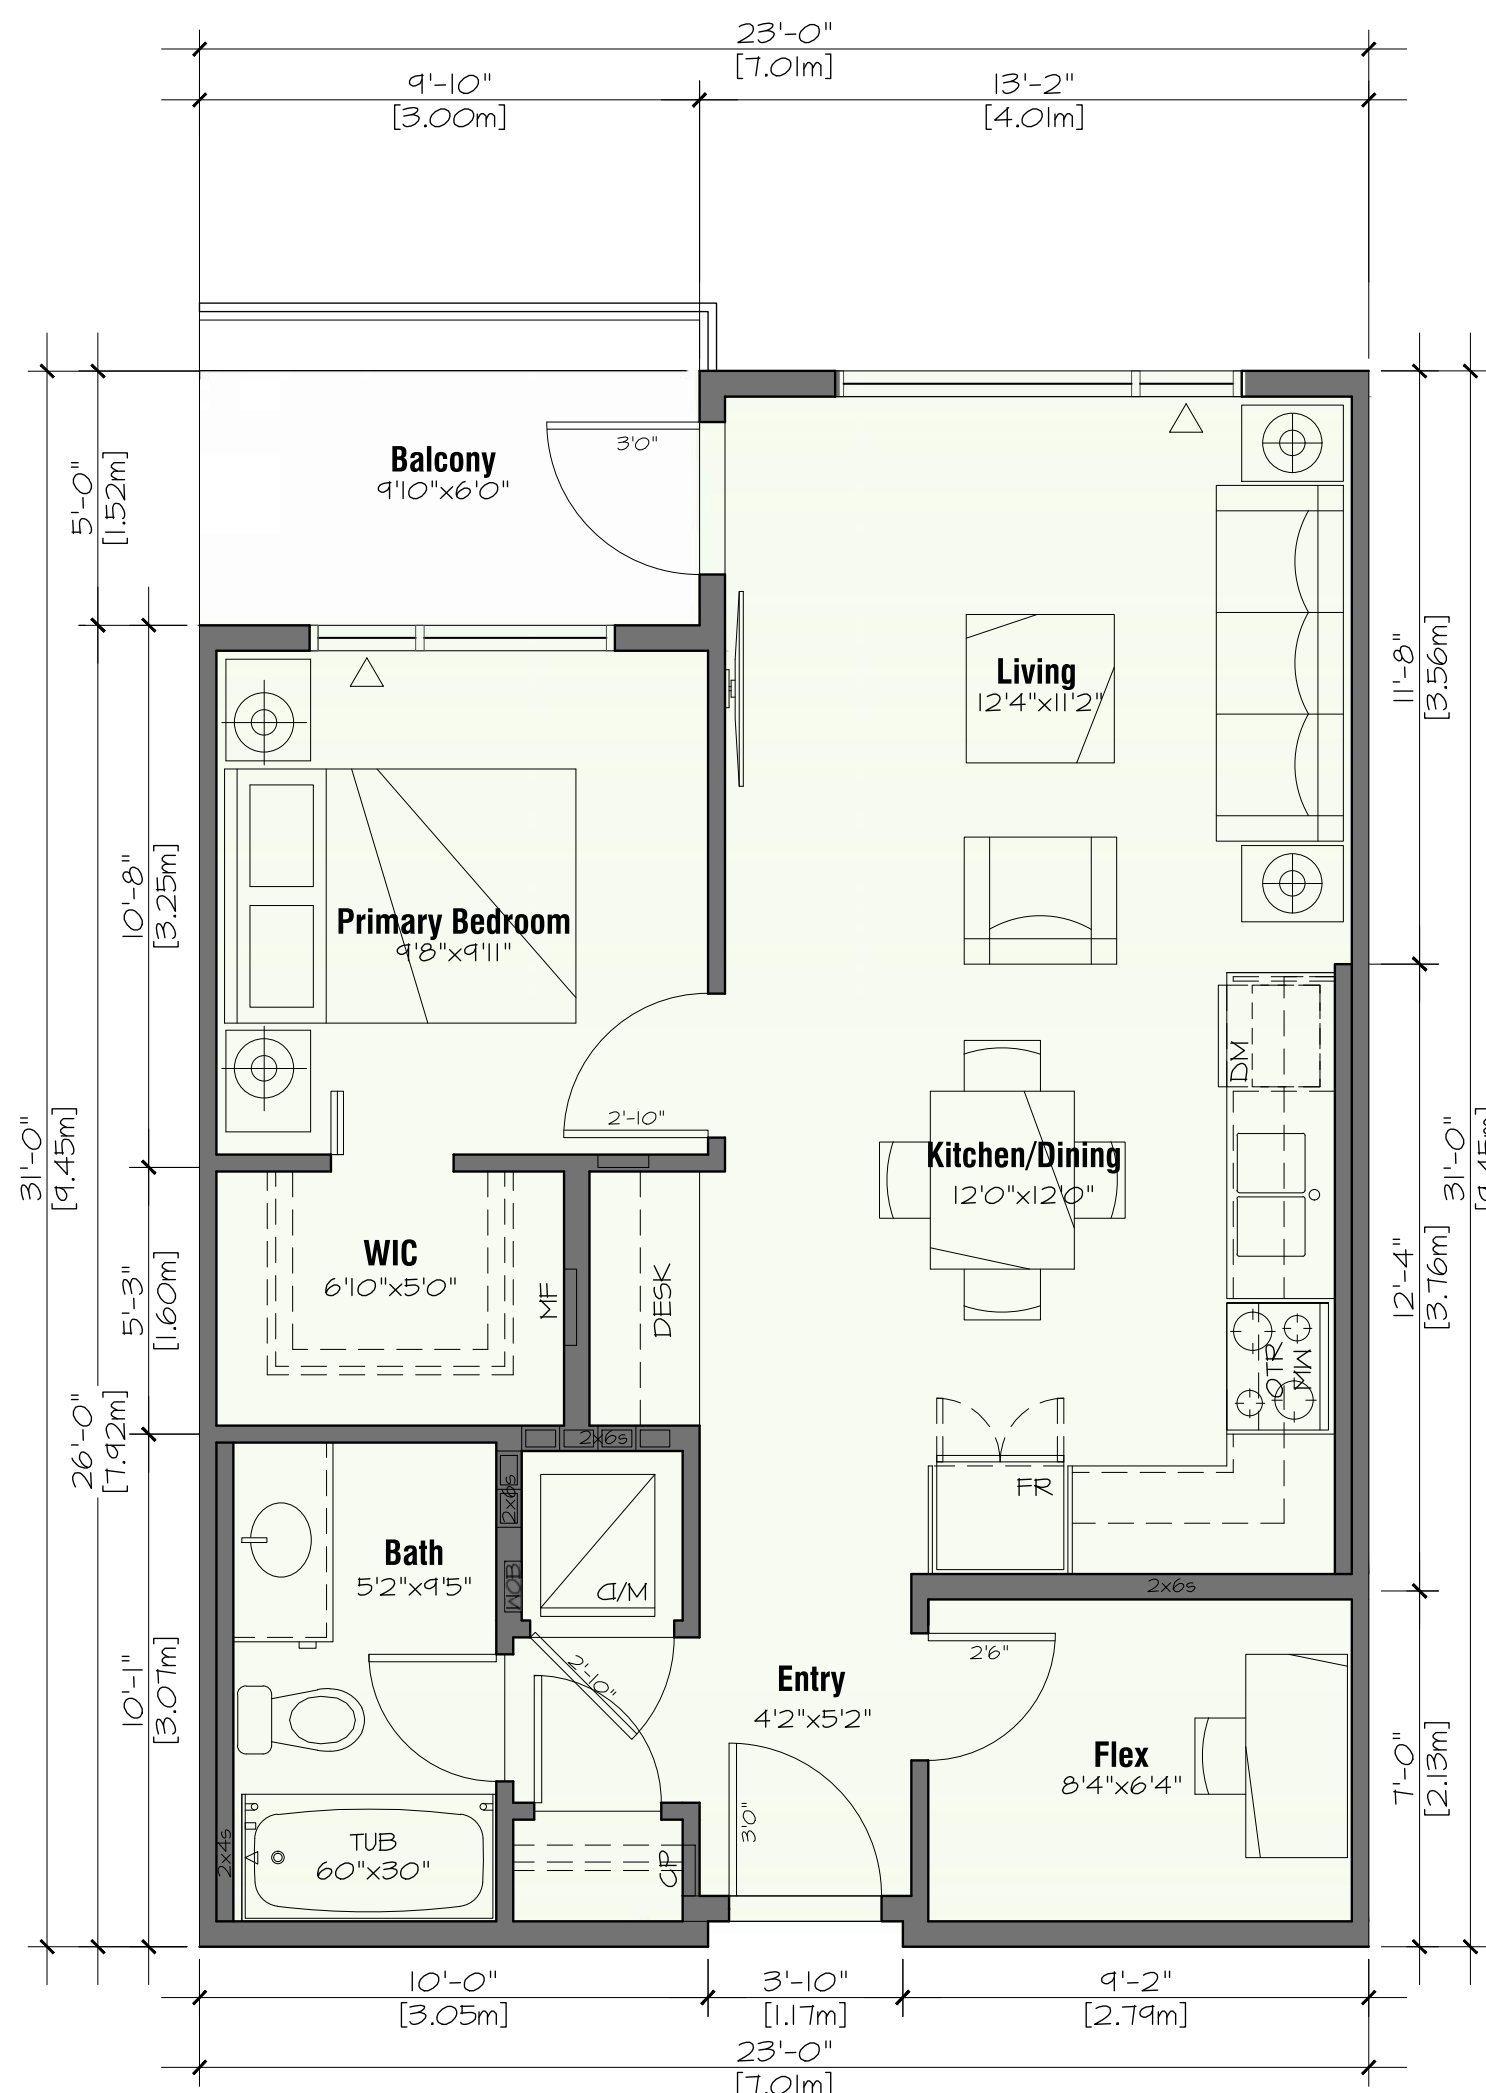 23'-0"
[7.01m]
9'-10"
[3.00m]
13'-2"
[4.01m]
Balcony
9'10"x6'0"
3'0"
5'-0"
[1.52m]
Living
12'4"x11'2"
11'-8"
[3.56m]
10'-8"
[3.25m]
Primary Bedroom
9'8"x9'11"
2'-10"
DM
Kitchen/Dining
12'0"x12'0"
31'-0"
[9.45m]
31'-0"
[9.45m]
WIC
6'10"x5'0"
MF
DESK
5'-3"
[1.60m]
12'-4"
[3.76m]
OTR
MW
26'-0"
[7.92m]
2x6s
2x6s
FR
Bath
5'2"x9'5"
WOB
D/M
2x6s
10'-1"
[3.07m]
2'-10"
Entry
4'2"x5'2"
2'6"
Flex
8'4"x6'4"
7'-0"
[2.13m]
3'0"
2x4s
TUB
60"x30"
CP
10'-0"
[3.05m]
3'-10"
[1.17m]
9'-2"
[2.79m]
23'-0"
[7.01m]